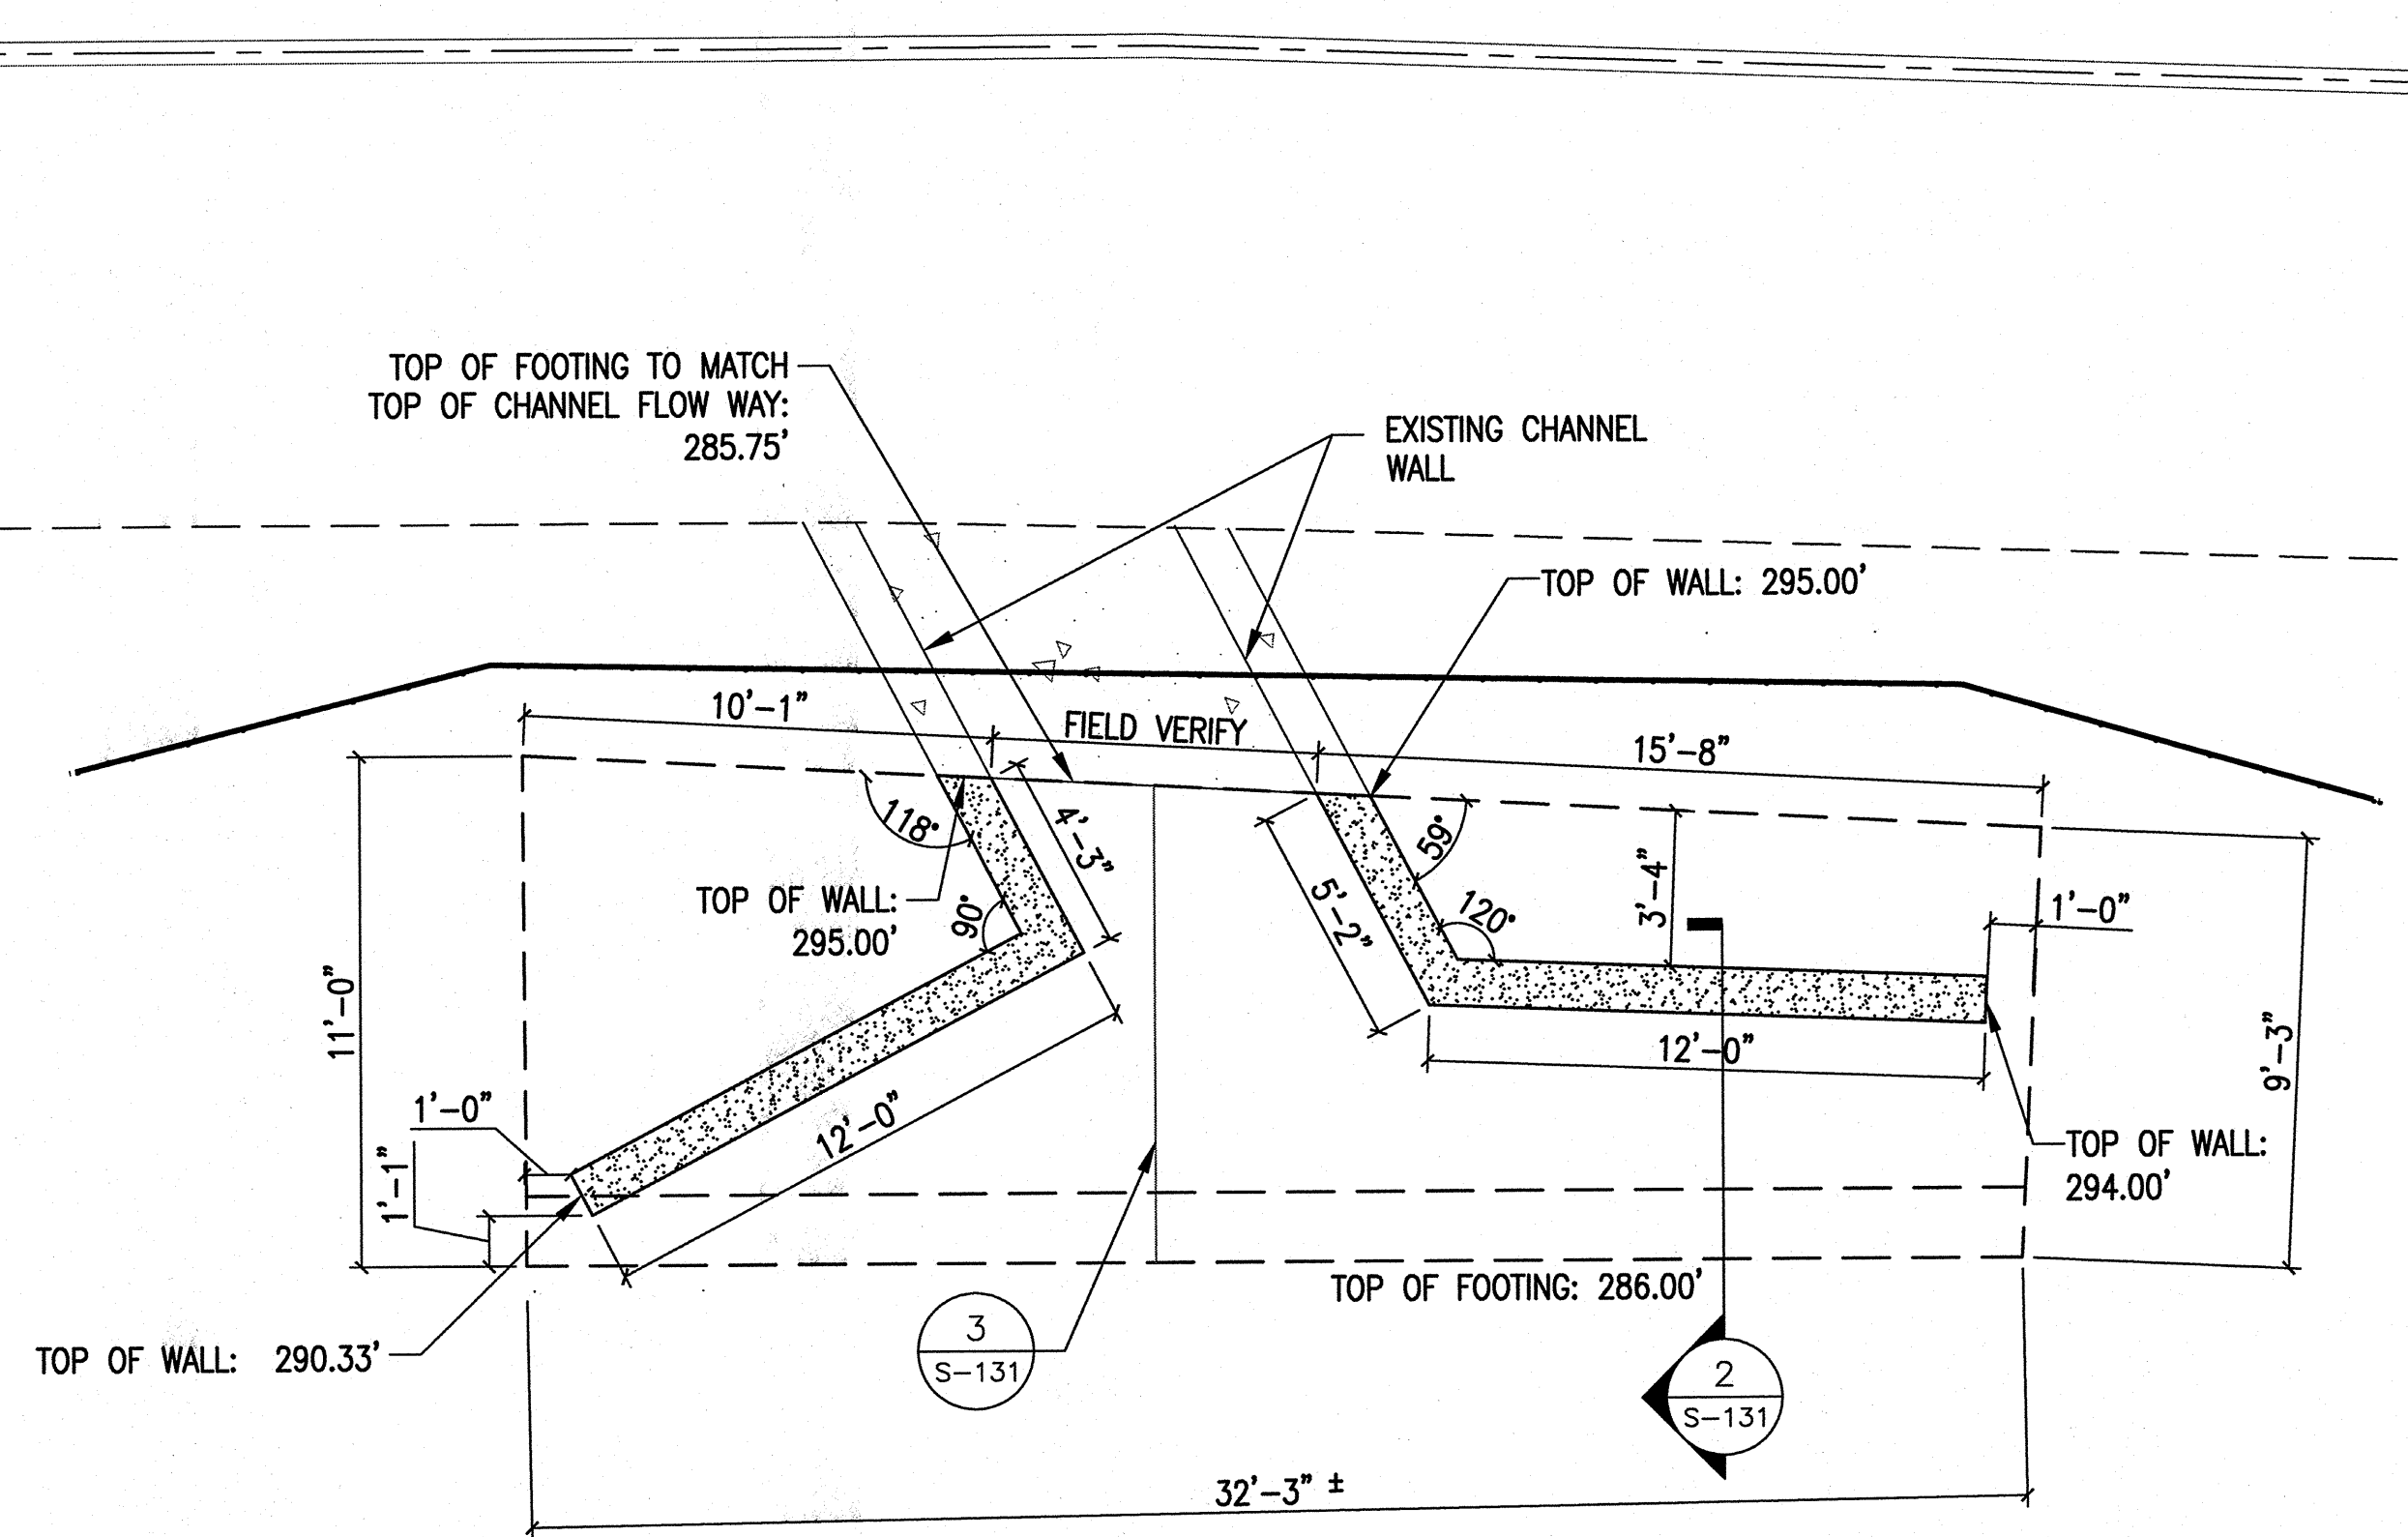 TOP OF FOOTING TO MATCH
TOP OF CHANNEL FLOW WAY:
285.75'
EXISTING CHANNEL
WALL
TOP OF WALL: 295.00'
10'-1"
FIELD VERIFY
15'-8"
118°
4'-3"
59°
3'-4"
TOP OF WALL:
295.00'
90°
5'-2"
120°
1'-0"
11'-0"
12'-0"
9'-3"
1'-0"
12'-0"
1'-1"
TOP OF WALL:
294.00'
TOP OF FOOTING: 286.00'
TOP OF WALL: 290.33'
3
S-131
2
S-131
32'-3" ±